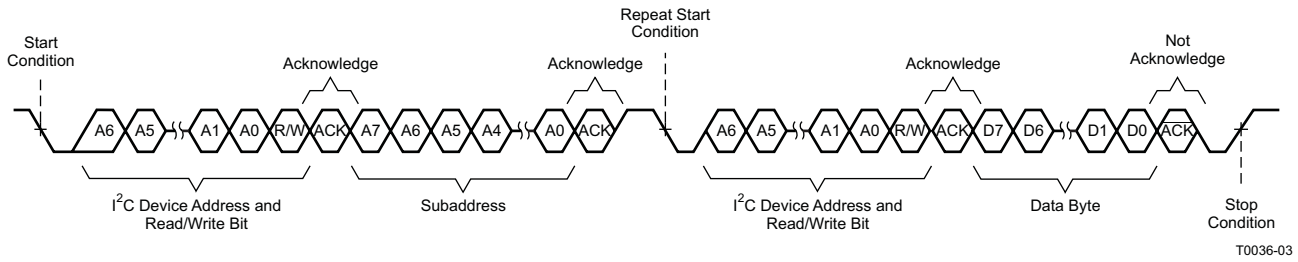 Repeat Start
Condition
Start
Condition
Not
Acknowledge
Acknowledge
Acknowledge
Acknowledge
A6 A5 A1 A0 R/W ACK A7 A6 A5 A4 A0 ACK A6 A5 A1 A0 R/W ACK D7 D6 D1 D0 ACK
I²C Device Address and
Read/Write Bit
Subaddress
I²C Device Address and
Read/Write Bit
Data Byte
Stop
Condition
T0036-03